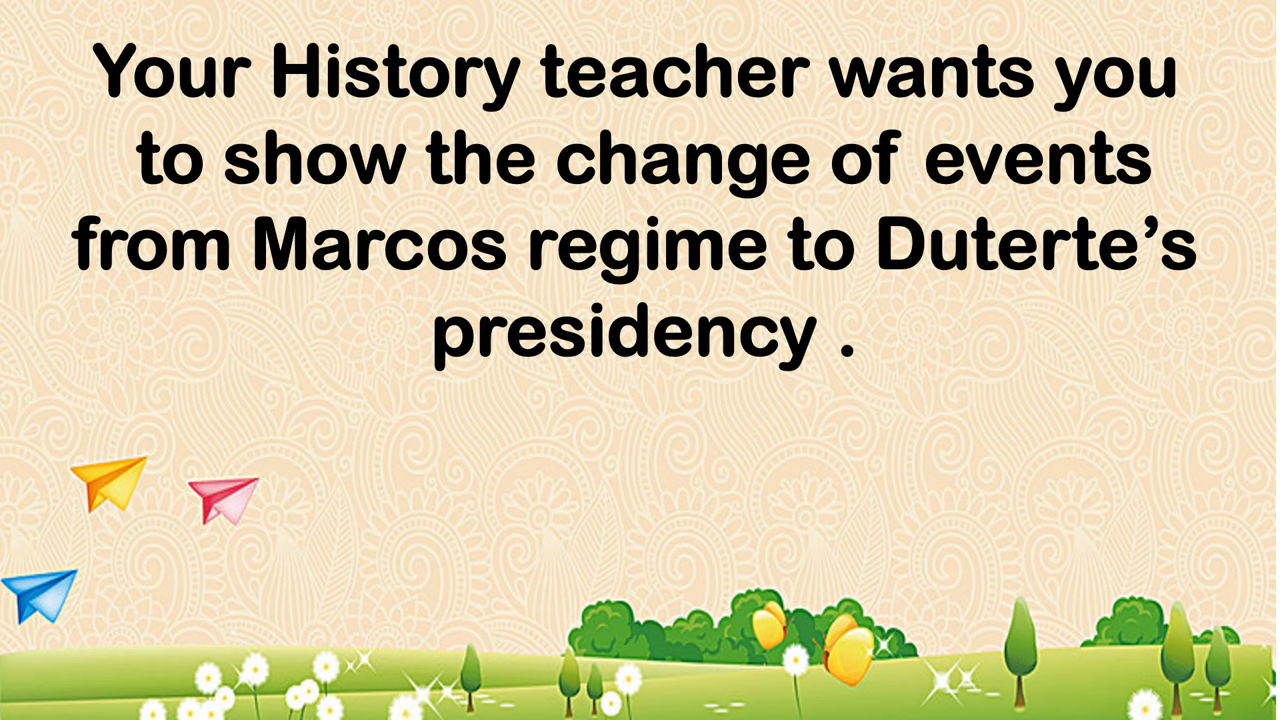 Your History teacher wants you
to show the change of events
from Marcos regime to Duterte’s
presidency .